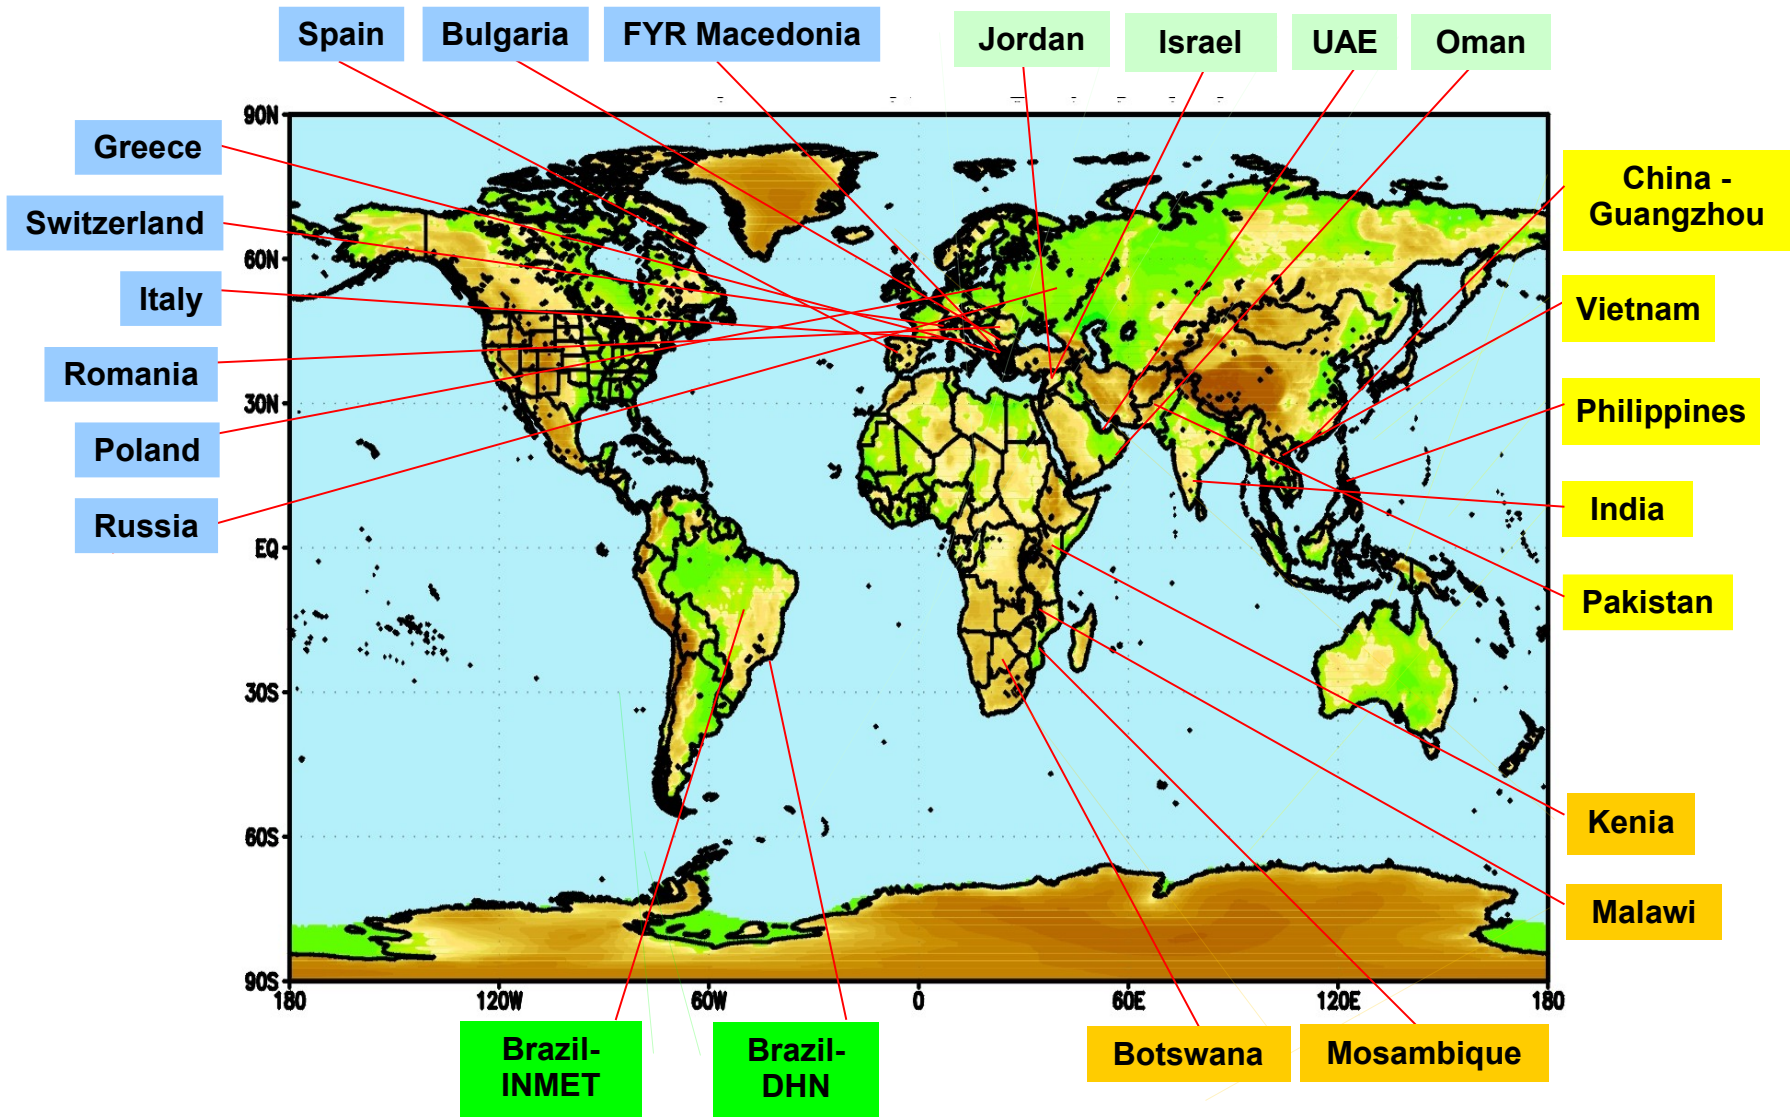 Spain
Bulgaria
FYR Macedonia
Jordan
Israel
UAE
Oman
90N
Greece
China -
Guangzhou
Switzerland
60N
Italy
Vietnam
Romania
30N
Philippines
Poland
India
Russia
EQ
Pakistan
30S
Kenia
60S
Malawi
90S
180
120W
60W
0
60E
120E
180
Brazil-
INMET
Brazil-
DHN
Botswana
Mosambique